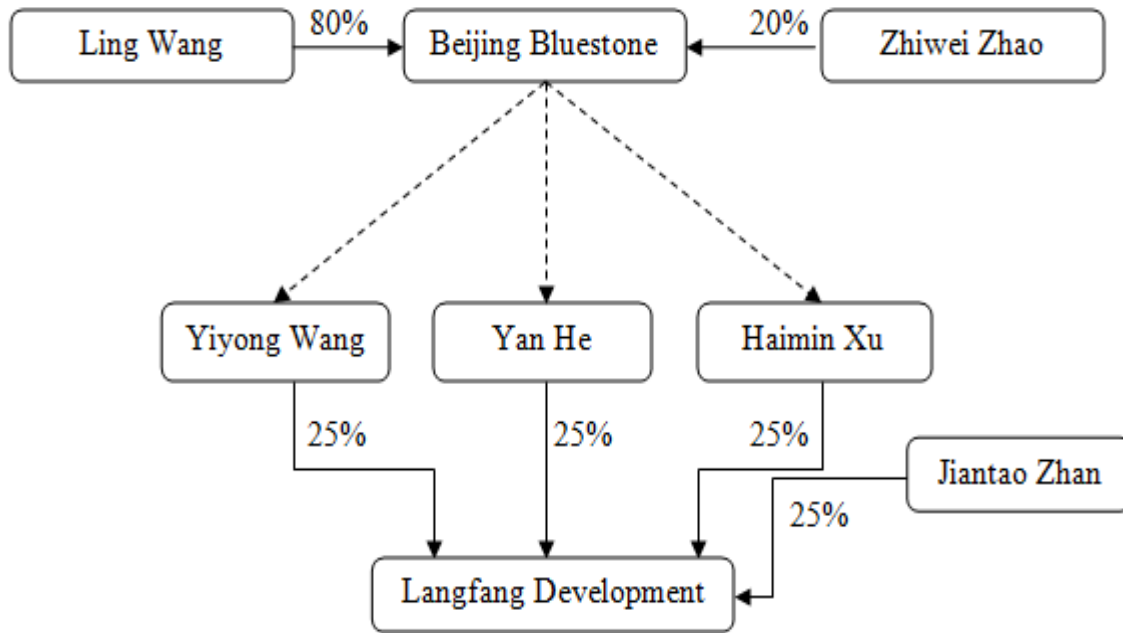 80%
20%
Ling Wang
Beijing Bluestone
Zhiwei Zhao
Yiyong Wang
Yan He
Haimin Xu
25%
25%
25%
Jiantao Zhan
25%
Langfang Development